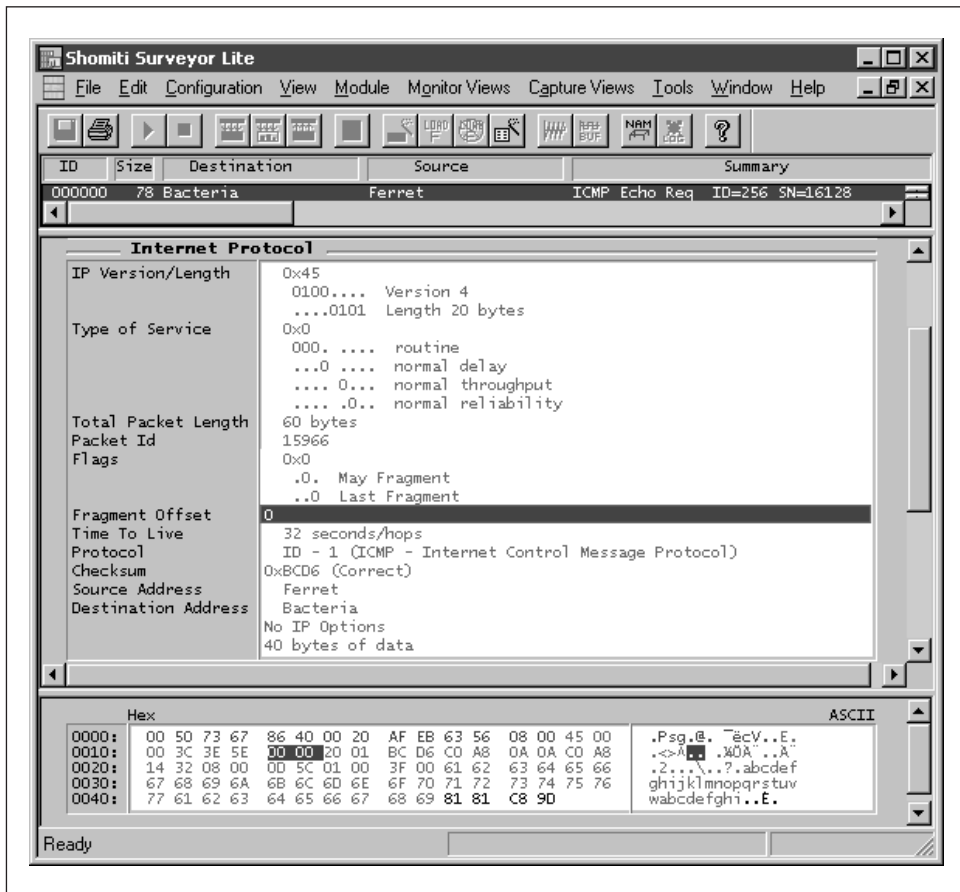 Shomiti Surveyor Lite
File Edit Configuration View Module Monitor Views Capture Views Tools Window Help
LOAD NAM
ID Size Destination Source Summary
000000 78 Bacteria Ferret ICMP Echo Req ID=256 SN=16128
Internet Protocol
IP Version/Length 0x45
0100.... Version 4
....0101 Length 20 bytes
Type of Service 0x0
000. .... routine
...0 .... normal delay
.... 0... normal throughput
.... .0.. normal reliability
Total Packet Length 60 bytes
Packet Id 15966
Flags 0x0
.0. May Fragment
..0 Last Fragment
Fragment Offset 0
Time To Live 32 seconds/hops
Protocol ID - 1 (ICMP - Internet Control Message Protocol)
Checksum 0xBCD6 (Correct)
Source Address Ferret
Destination Address Bacteria
No IP Options
40 bytes of data
Hex ASCII
0000: 00 50 73 67 86 40 00 20 AF EB 63 56 08 00 45 00 .Psg.@. ¯ëcV..E.
0010: 00 3C 3E 5E 00 00 20 01 BC D6 C0 A8 0A 0A C0 A8 .<>^.. .¼ÖÀ¨..À¨
0020: 14 32 08 00 0D 5C 01 00 3F 00 61 62 63 64 65 66 .2...\..?.abcdef
0030: 67 68 69 6A 6B 6C 6D 6E 6F 70 71 72 73 74 75 76 ghijklmnopqrstuv
0040: 77 61 62 63 64 65 66 67 68 69 81 81 C8 9D wabcdefghi..È.
Ready